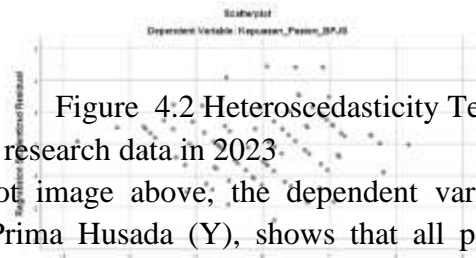 Scatterplot
Dependent Variable: Kepuasan_Pasien_BPJS
Figure 4.2 Heteroscedasticity Te
research data in 2023
ot image above, the dependent var
Prima Husada (Y), shows that all p